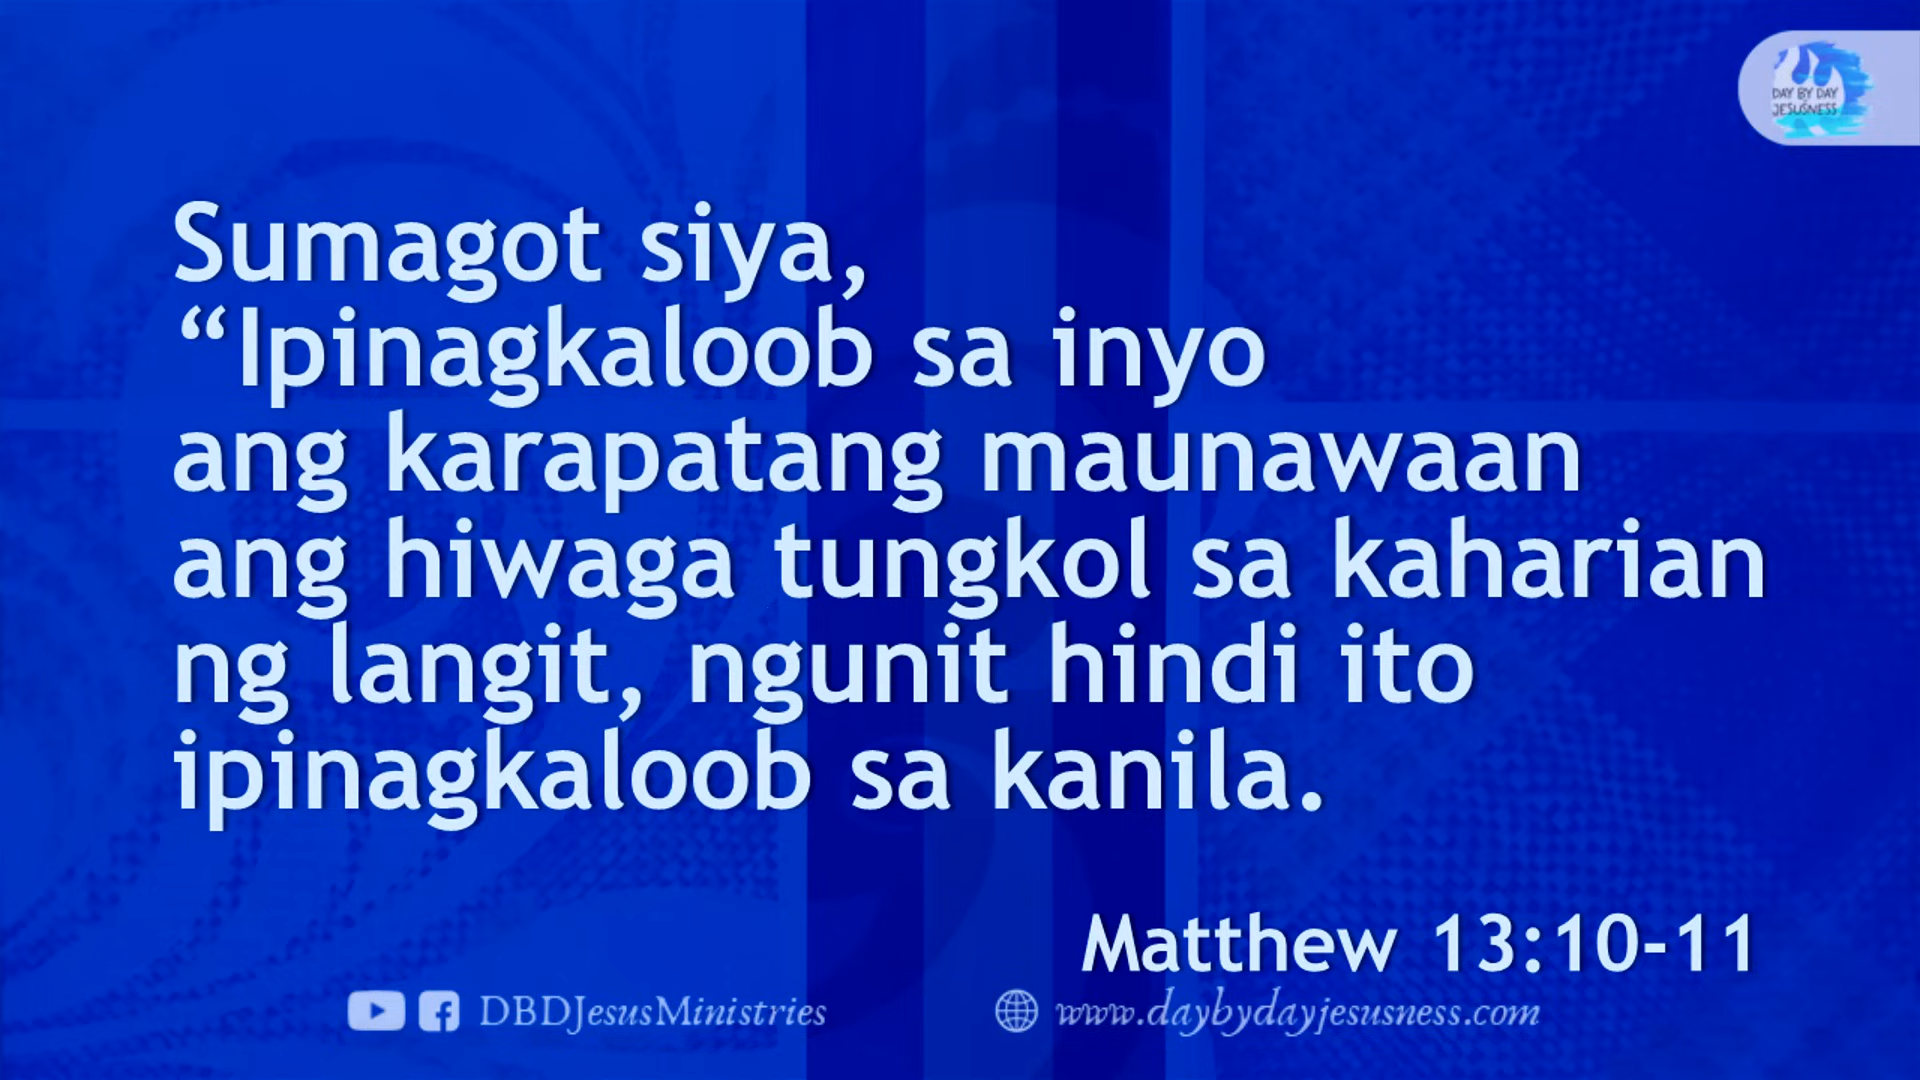 DAY BY DAY
JESUSNESS
Sumagot siya,
“Ipinagkaloob sa inyo
ang karapatang maunawaan
ang hiwaga tungkol sa kaharian
ng langit, ngunit hindi ito
ipinagkaloob sa kanila.
Matthew 13:10-11
DBDJesusMinistries
www.daybydayjesusness.com